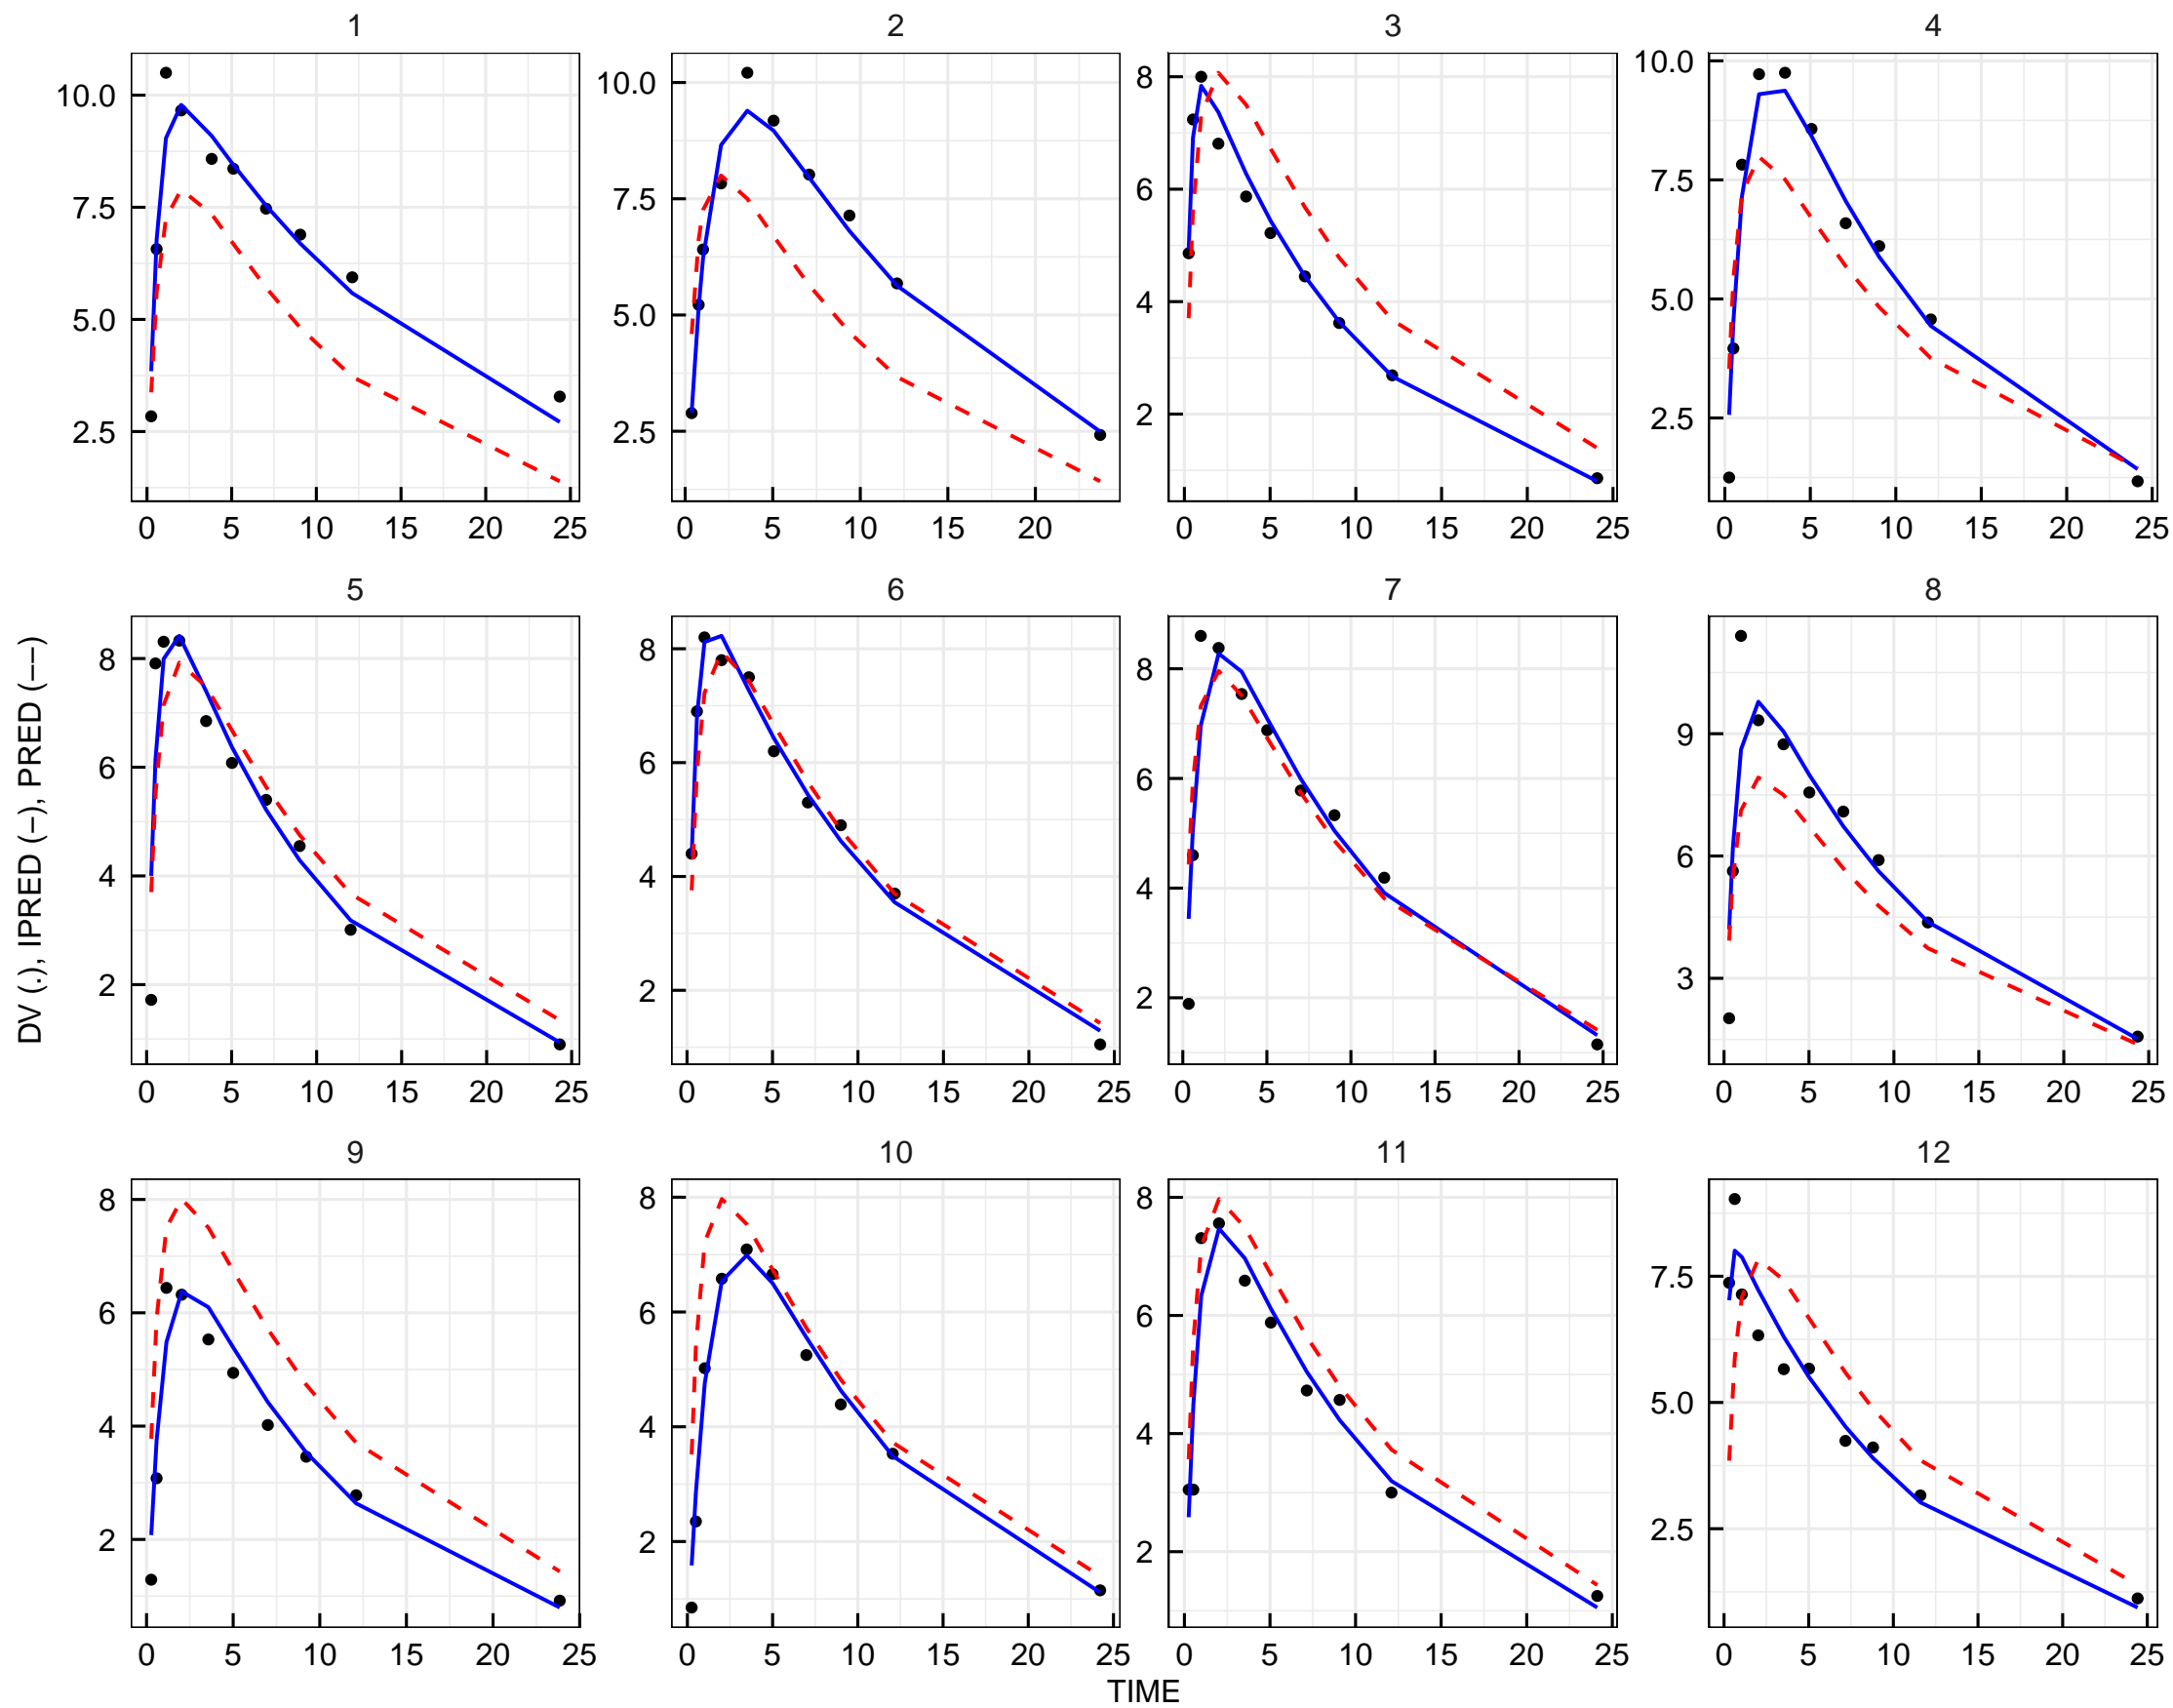 1 2 3 4
10.0 10.0 8 10.0
7.5 7.5 6 7.5
5.0 5.0 4 5.0
2.5 2.5 2 2.5
0 5 10 15 20 25 0 5 10 15 20 0 5 10 15 20 25 0 5 10 15 20 25
5 6 7 8
8 8 8 9
6 6 6 6
4 4 4 3
2 2 2
0 5 10 15 20 25 0 5 10 15 20 25 0 5 10 15 20 25 0 5 10 15 20 25
DV (.), IPRED (−), PRED (−−)
9 10 11 12
8 8 8 7.5
6 6 6 5.0
4 4 4 2.5
2 2 2
0 5 10 15 20 25 0 5 10 15 20 25 0 5 10 15 20 25 0 5 10 15 20 25
TIME